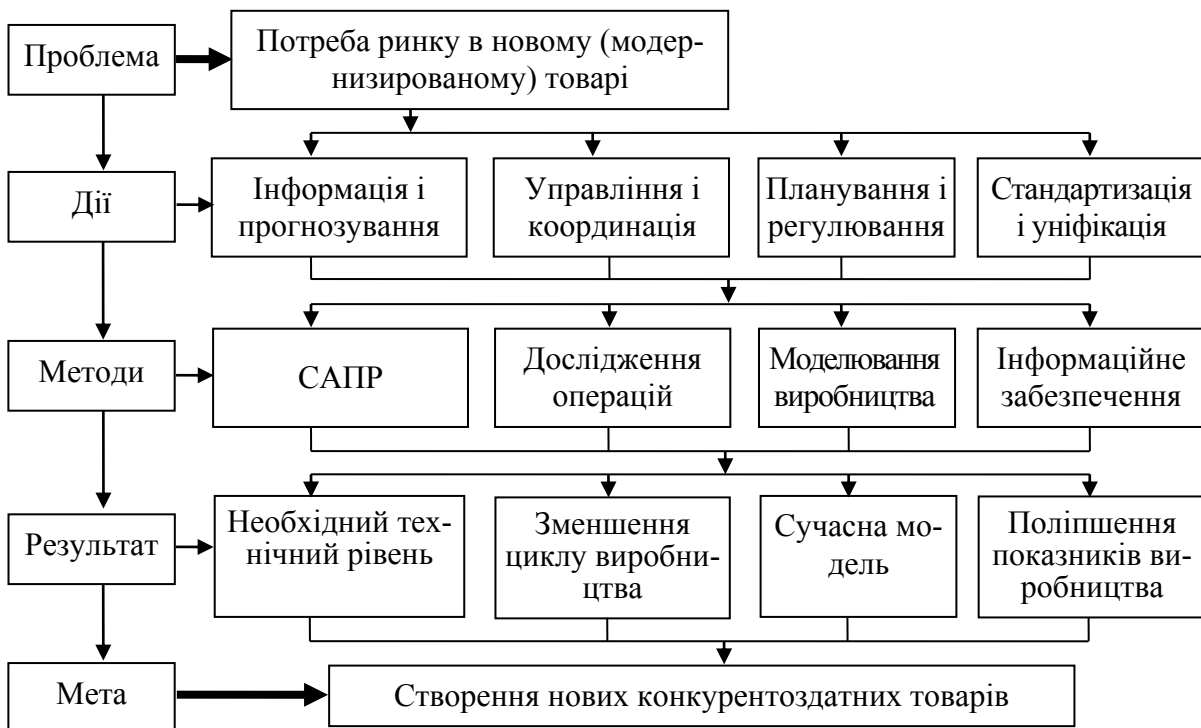 Проблема
Потреба ринку в новому (модер-
низированому) товарі
Дії
Інформація і
прогнозування
Управління і
координація
Планування і
регулювання
Стандартизація
і уніфікація
Методи
САПР
Дослідження
операцій
Моделювання
виробництва
Інформаційне
забезпечення
Результат
Необхідний тех-
нічний рівень
Зменшення
циклу виробни-
цтва
Сучасна мо-
дель
Поліпшення
показників ви-
робництва
Мета
Створення нових конкурентоздатних товарів